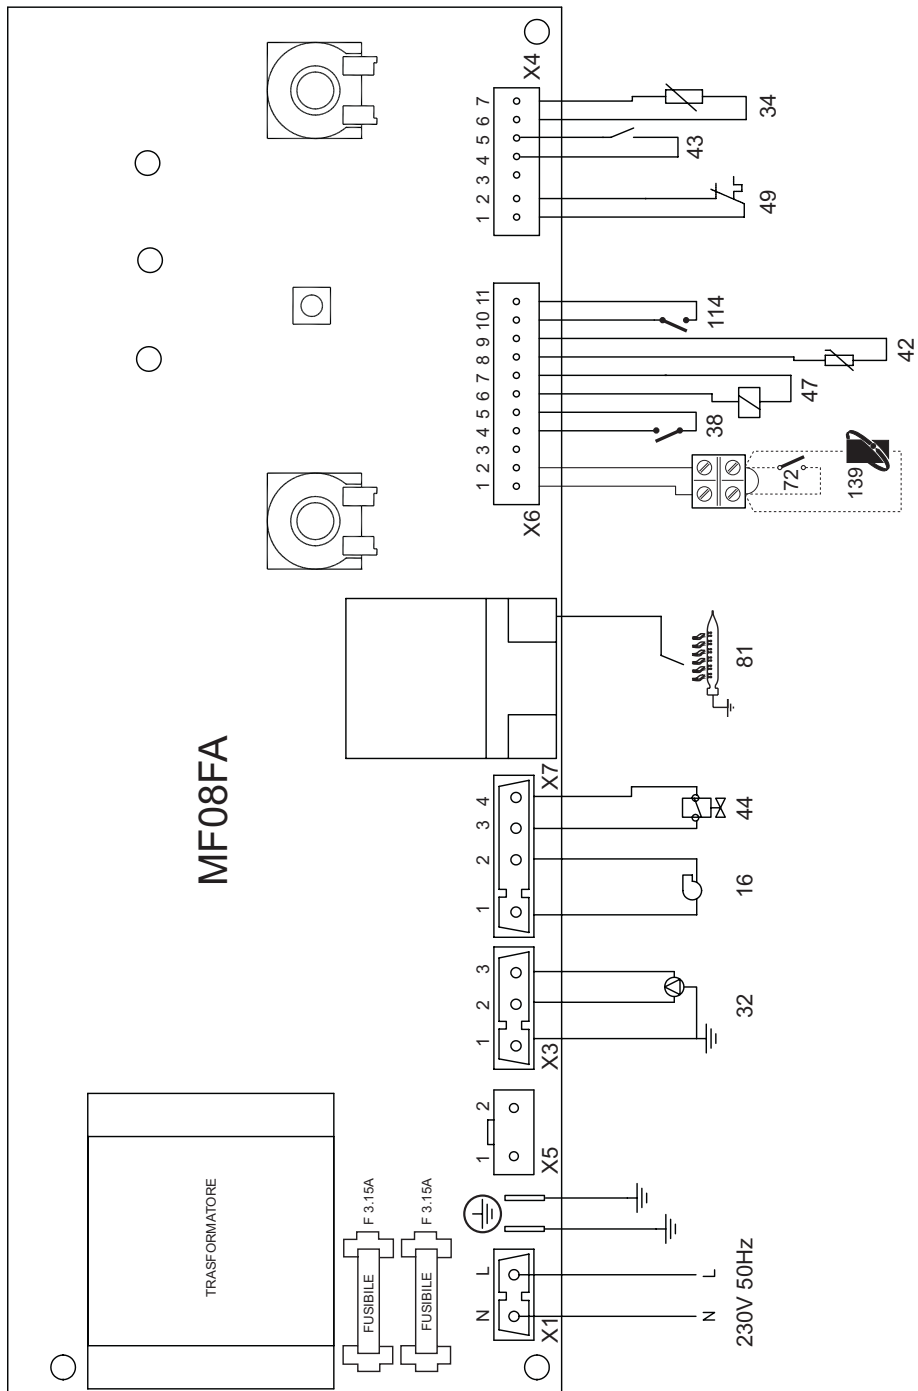 MF08FA
TRASFORMATORE
FUSIBILE
F 3.15A
FUSIBILE
F 3.15A
X1
N L
N L
230V 50Hz
X5
1 2
X3
1 2 3
32
X7
1 2 3 4
16
44
81
X6
1 2 3 4 5 6 7 8 9 10 11
72
139
38
47
42
114
X4
1 2 3 4 5 6 7
49
43
34